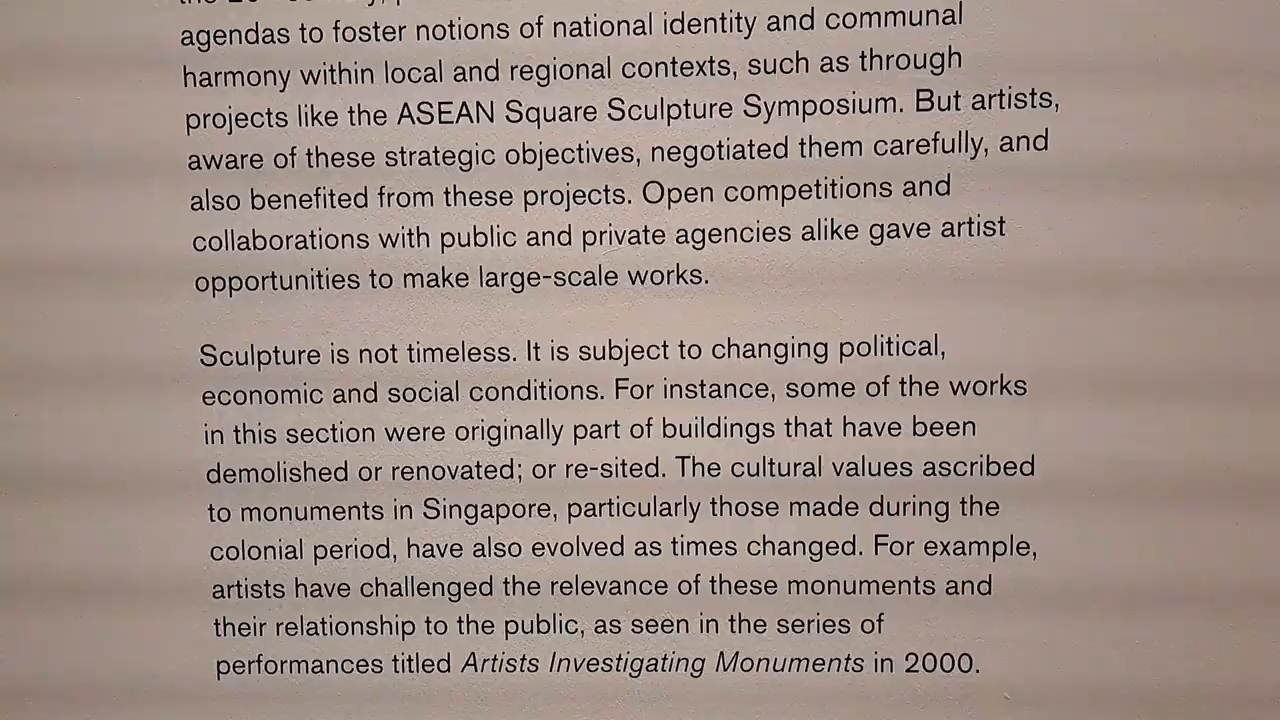 agendas to foster notions of national identity and communal
harmony within local and regional contexts, such as through
projects like the ASEAN Square Sculpture Symposium. But artists,
aware of these strategic objectives, negotiated them carefully, and
also benefited from these projects. Open competitions and
collaborations with public and private agencies alike gave artist
opportunities to make large-scale works.
Sculpture is not timeless. It is subject to changing political,
economic and social conditions. For instance, some of the works
in this section were originally part of buildings that have been
demolished or renovated; or re-sited. The cultural values ascribed
to monuments in Singapore, particularly those made during the
colonial period, have also evolved as times changed. For example,
artists have challenged the relevance of these monuments and
their relationship to the public, as seen in the series of
performances titled Artists Investigating Monuments in 2000.